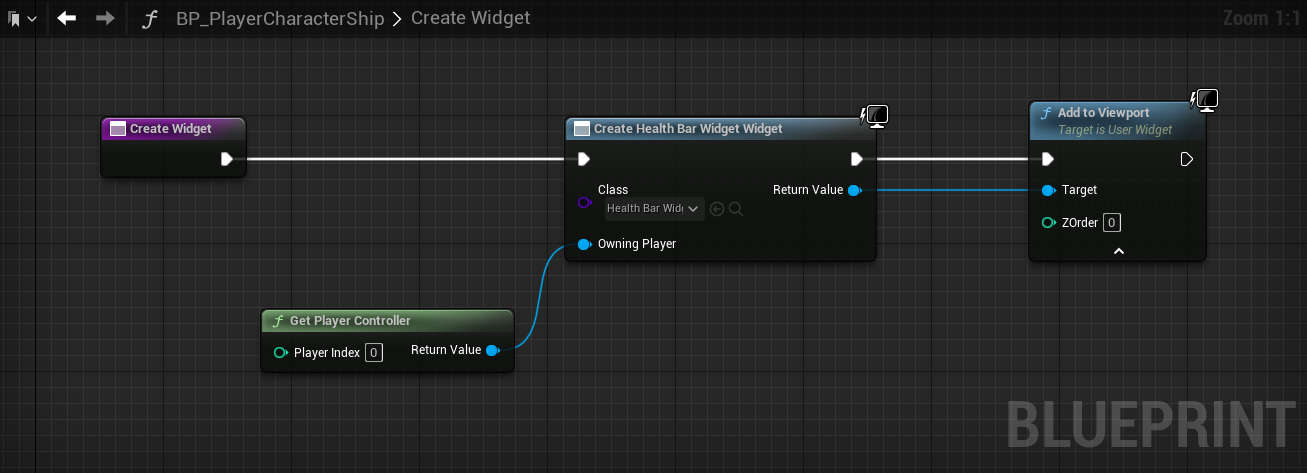 BP_PlayerCharacterShip > Create Widget
Zoom 1:1
Create Widget
Create Health Bar Widget Widget
Class
Health Bar Widg
Return Value
Owning Player
Add to Viewport
Target is User Widget
Target
ZOrder 0
f Get Player Controller
Player Index 0
Return Value
BLUEPRINT